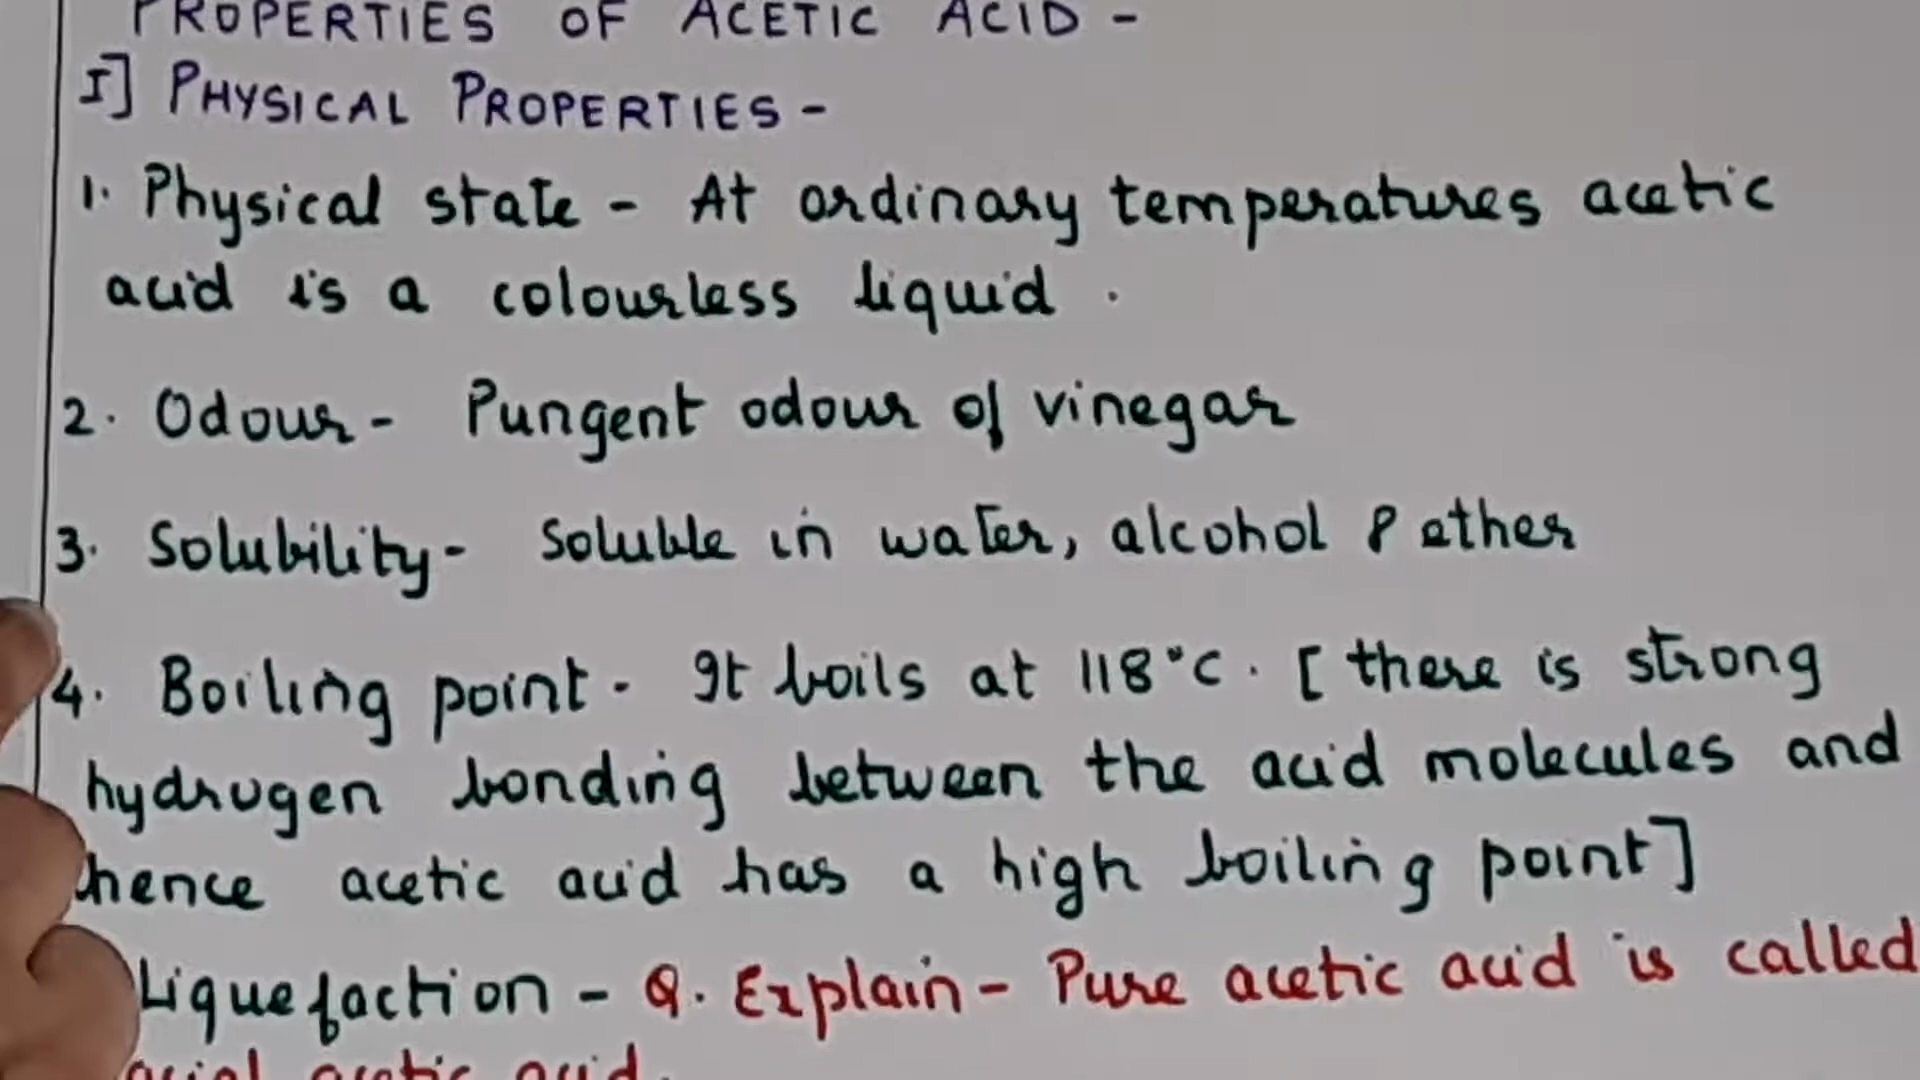 PROPERTIES OF ACETIC ACID -
I] PHYSICAL PROPERTIES -
1. Physical state - At ordinary temperatures acetic
acid is a colourless liquid .
2. Odour - Pungent odour of vinegar
3. Solubility - Soluble in water, alcohol & ether
4. Boiling point - It boils at 118°C. [ there is strong
hydrogen bonding between the acid molecules and
hence acetic acid has a high boiling point]
Liquefaction - Q. Explain - Pure acetic acid is called
acetic acid.